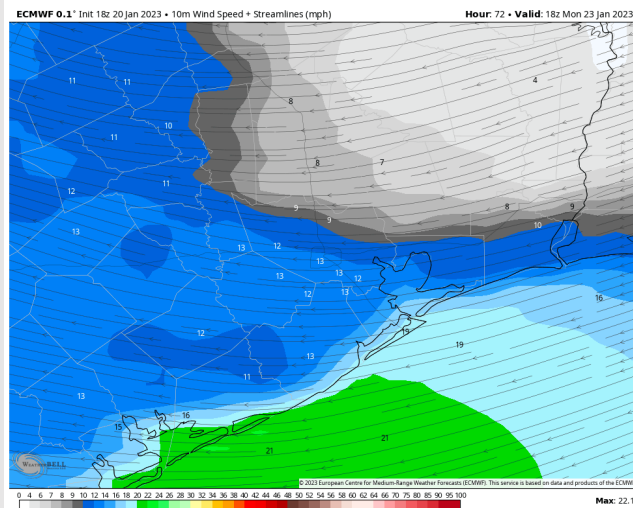 ECMWF 0.1° Init 18z 20 Jan 2023 • 10m Wind Speed + Streamlines (mph) Hour: 72 • Valid: 18z Mon 23 Jan 2023
11 11 4
8
10
11 8 7
11
12 9 8 9
9 10
13
13 12
13
13 13 12
12 13 16
12 19 19
13
11
13
15 16
21
21
WeatherBELL
© 2023 European Centre for Medium-Range Weather Forecasts (ECMWF). This service is based on data and products of the ECMWF
0 4 6 7 8 9 10 12 14 16 18 20 22 24 26 28 30 32 34 36 38 40 42 44 46 48 50 52 54 56 58 60 62 64 66 68 70 75 80 85 90 95 100
Max: 22.1